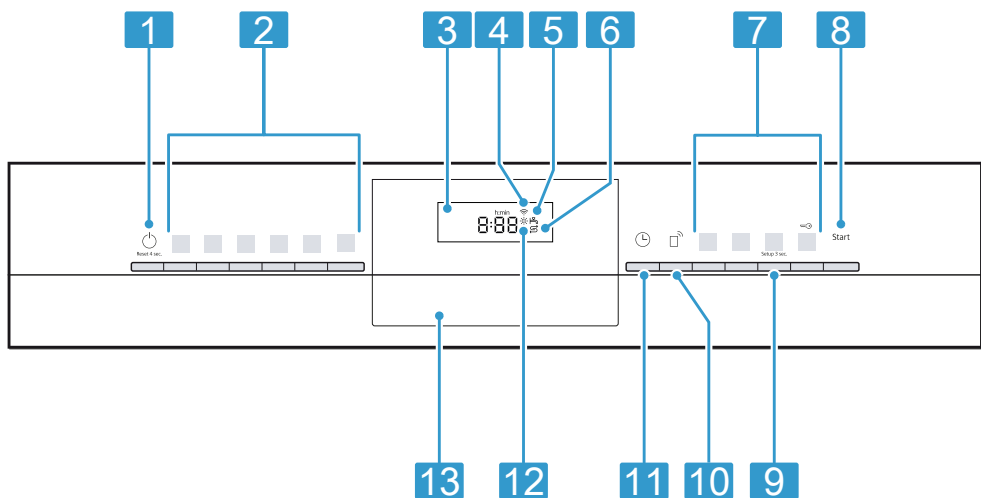 1 2 3 4 5 6 7 8
h:min
8:88
Reset 4 sec.
Setup 3 sec.
Start
13 12 11 10 9